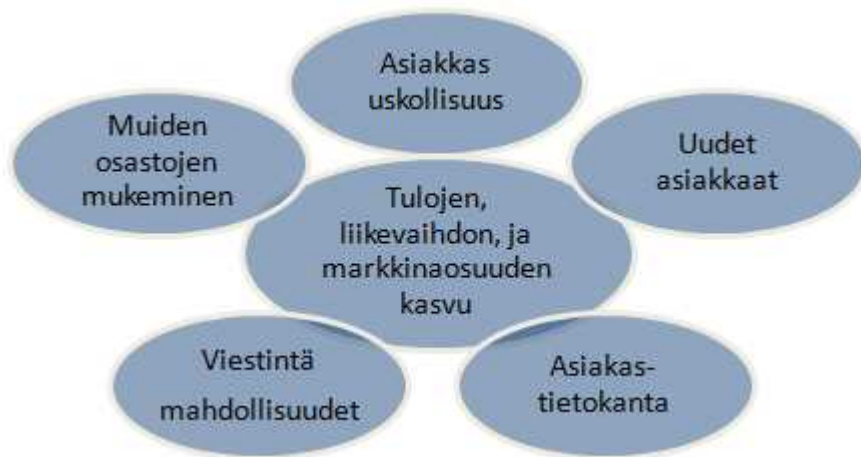 Asiakkas
uskollisuus
Muiden
osastojen
mukeminen
Uudet
asiakkaat
Tulojen,
liikevaihdon, ja
markkinaosuuden
kasvu
Viestintä
mahdollisuudet
Asiakas-
tietokanta